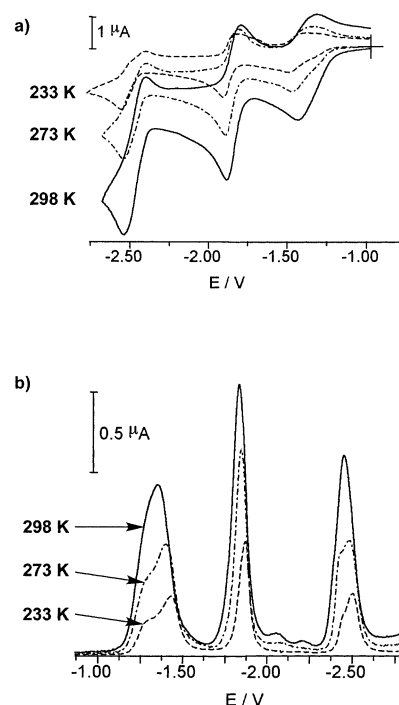 a)
1 μA
233 K
273 K
298 K
-2.50 -2.00 -1.50 -1.00
E / V
b)
0.5 μA
298 K
273 K
233 K
-1.00 -1.50 -2.00 -2.50
E / V